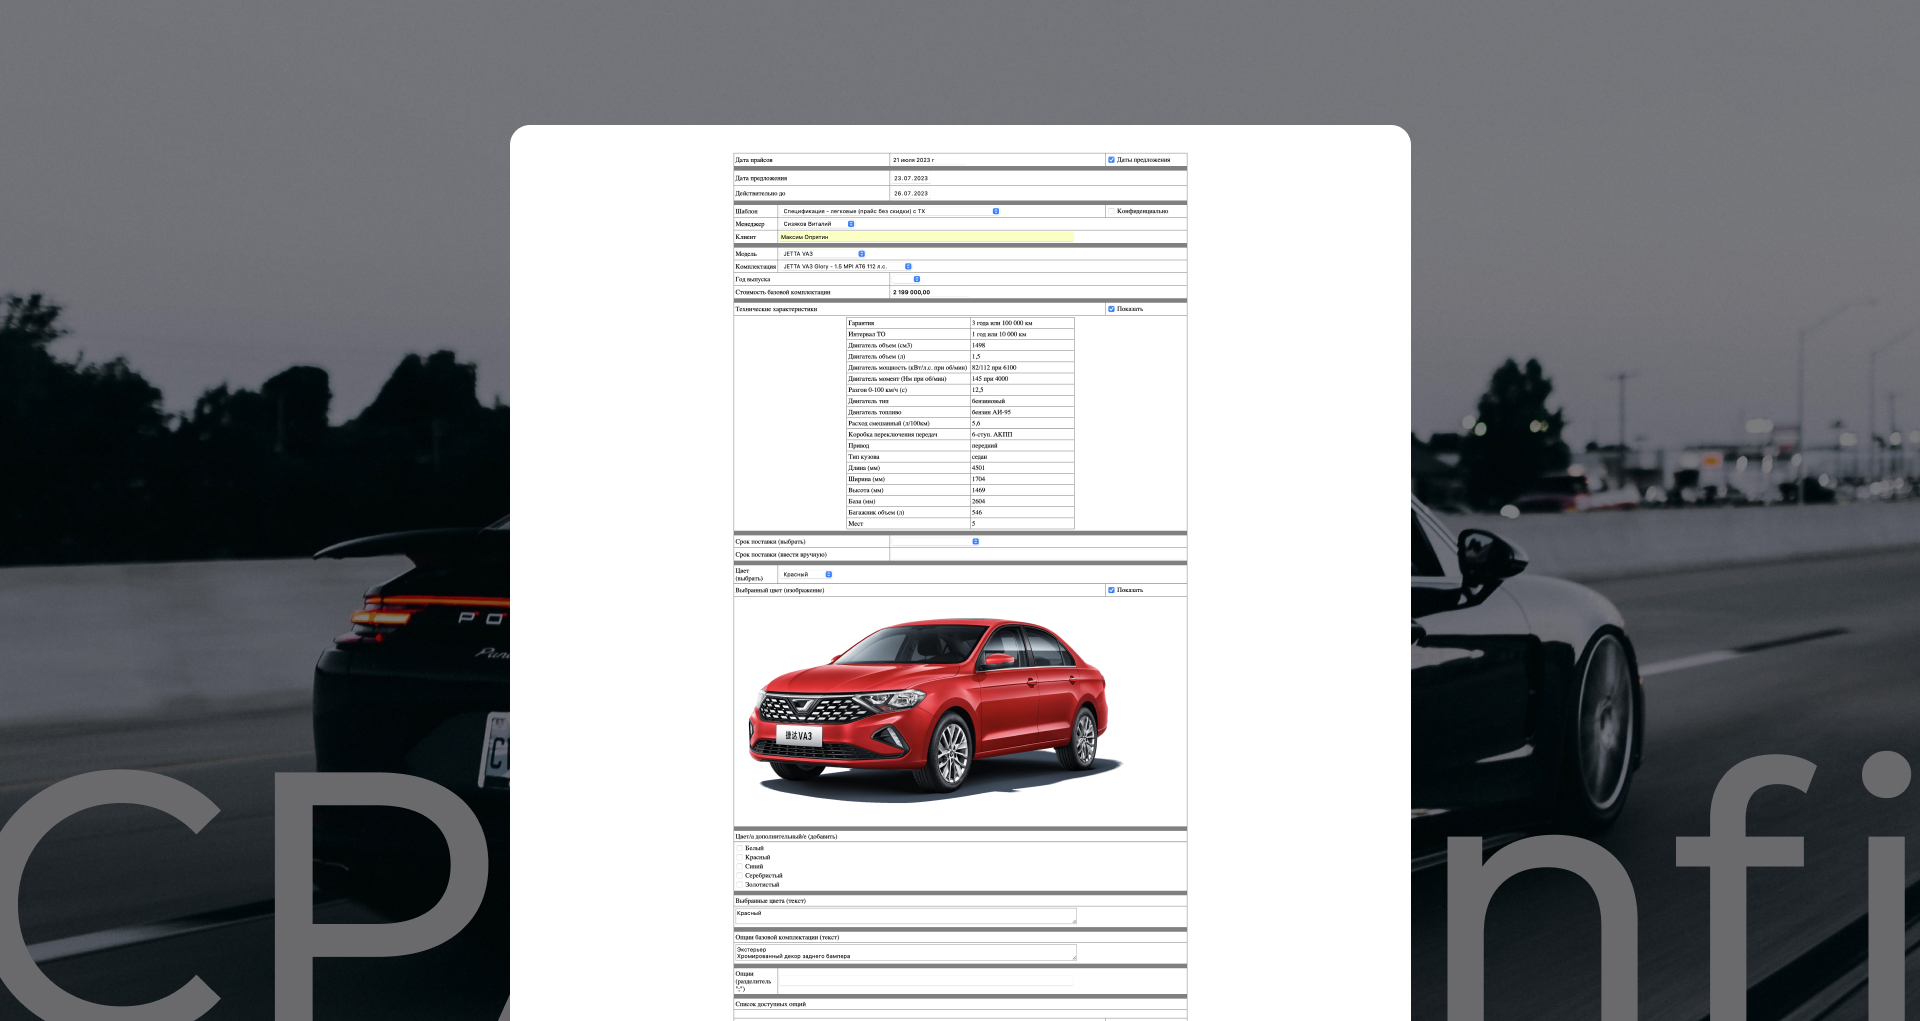 Дата прайсов 21 июля 2023 г Даты предложения
Дата предложения 23.07.2023
Действительно до 26.07.2023
Шаблон Спецификация - легковые (прайс без скидки) с ТХ Конфиденциально
Менеджер Сизяков Виталий
Клиент Максим Опрятин
Модель JETTA VA3
Комплектация JETTA VA3 Glory - 1.5 MPI AT6 112 л.с.
Год выпуска
Стоимость базовой комплектации 2 199 000,00
Технические характеристики Показать
Гарантия 3 года или 100 000 км
Интервал ТО 1 год или 10 000 км
Двигатель объем (см3) 1498
Двигатель объем (л) 1,5
Двигатель мощность (кВт/л.с. при об/мин) 82/112 при 6100
Двигатель момент (Нм при об/мин) 145 при 4000
Разгон 0-100 км/ч (с) 12,5
Двигатель тип бензиновый
Двигатель топливо бензин АИ-95
Расход смешанный (л/100км) 5,6
Коробка переключения передач 6-ступ. АКПП
Привод передний
Тип кузова седан
Длина (мм) 4501
Ширина (мм) 1704
Высота (мм) 1469
База (мм) 2604
Багажник объем (л) 546
Мест 5
Срок поставки (выбрать)
Срок поставки (ввести вручную)
Цвет (выбрать) Красный
Выбранный цвет (изображение) Показать
捷达VA3
Цвет/а дополнительный/е (добавить)
Белый
Красный
Синий
Серебристый
Золотистый
Выбранные цвета (текст)
Красный
Опции базовой комплектации (текст)
Экстерьер
Хромированный декор заднего бампера
Опции
(разделитель
";")
Список доступных опций
PO
CP
nfi